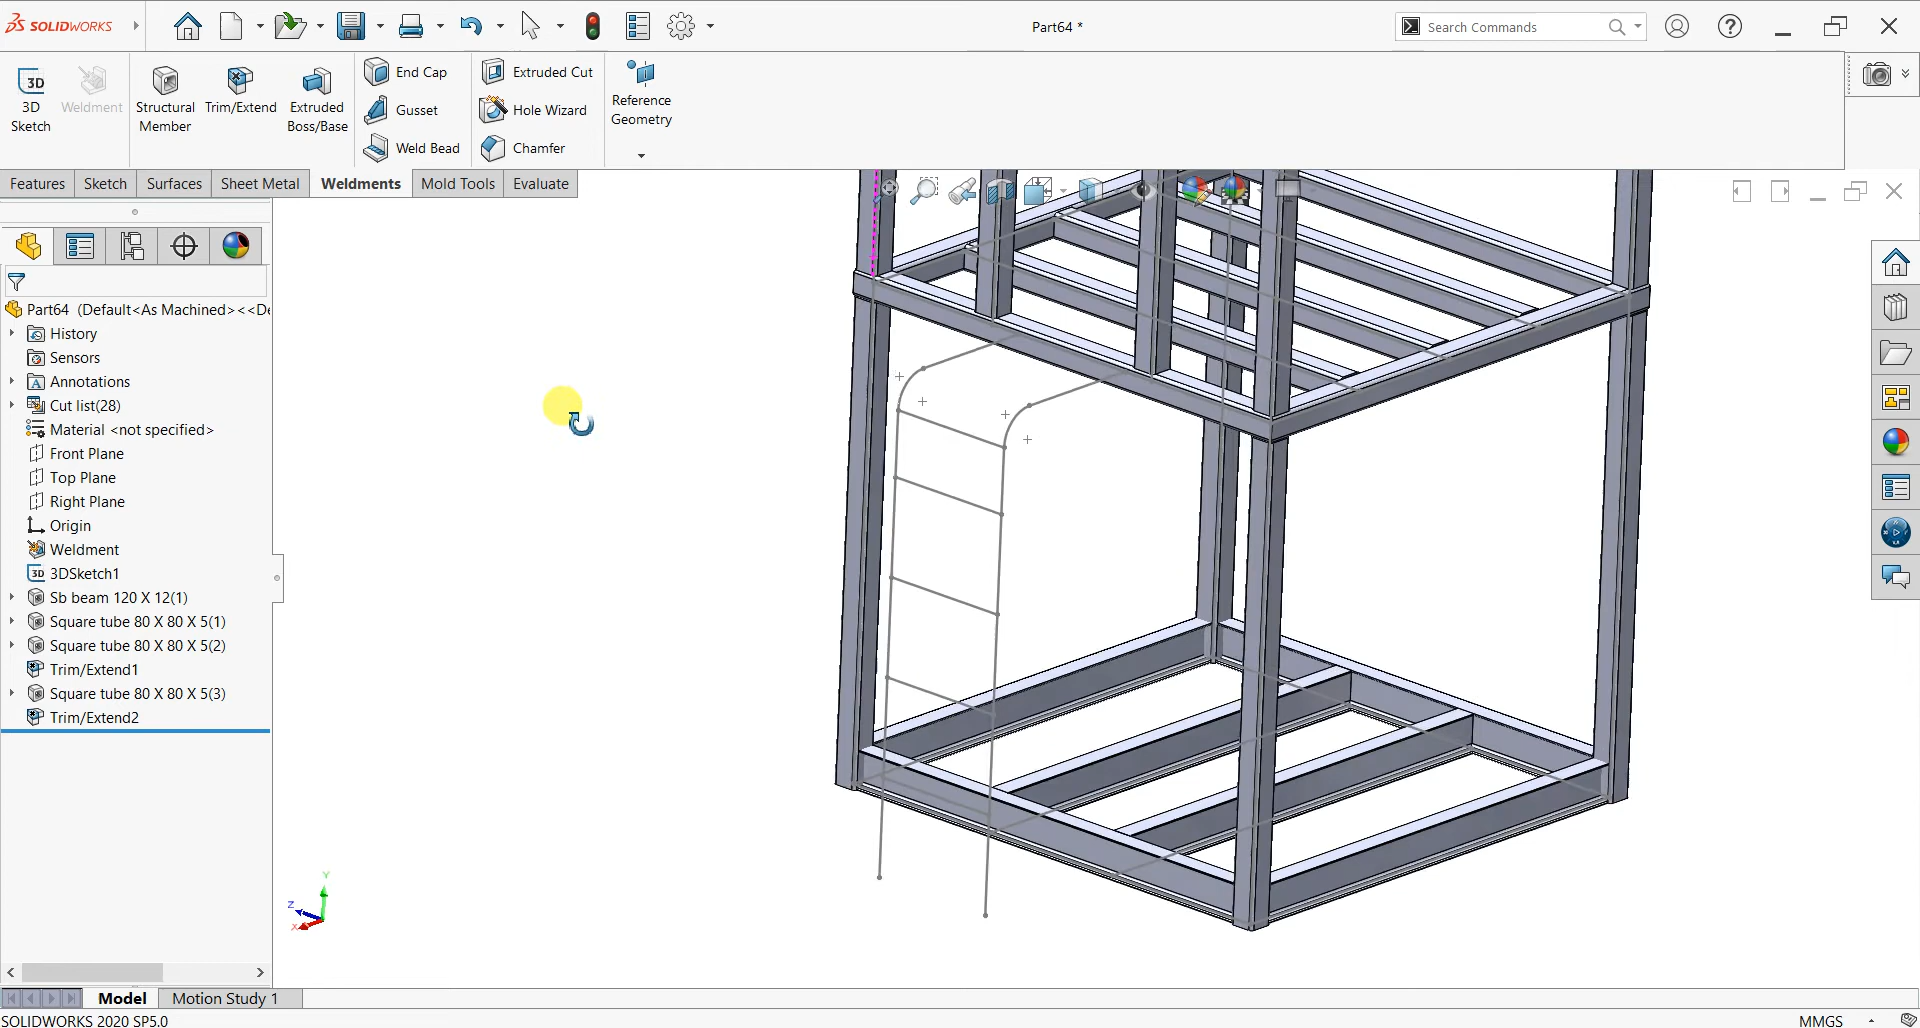 SOLIDWORKS
Part64 *
Search Commands
3D
3D
Sketch
Weldment
Structural
Member
Trim/Extend
Extruded
Boss/Base
End Cap
Gusset
Weld Bead
Extruded Cut
Hole Wizard
Chamfer
Reference
Geometry
Features
Sketch
Surfaces
Sheet Metal
Weldments
Mold Tools
Evaluate
Part64 (Default<As Machined><<De
History
Sensors
A Annotations
Cut list(28)
Material <not specified>
Front Plane
Top Plane
Right Plane
Origin
Weldment
3D 3DSketch1
Sb beam 120 X 12(1)
Square tube 80 X 80 X 5(1)
Square tube 80 X 80 X 5(2)
Trim/Extend1
Square tube 80 X 80 X 5(3)
Trim/Extend2
Y
Z
X
Model
Motion Study 1
SOLIDWORKS 2020 SP5.0
MMGS